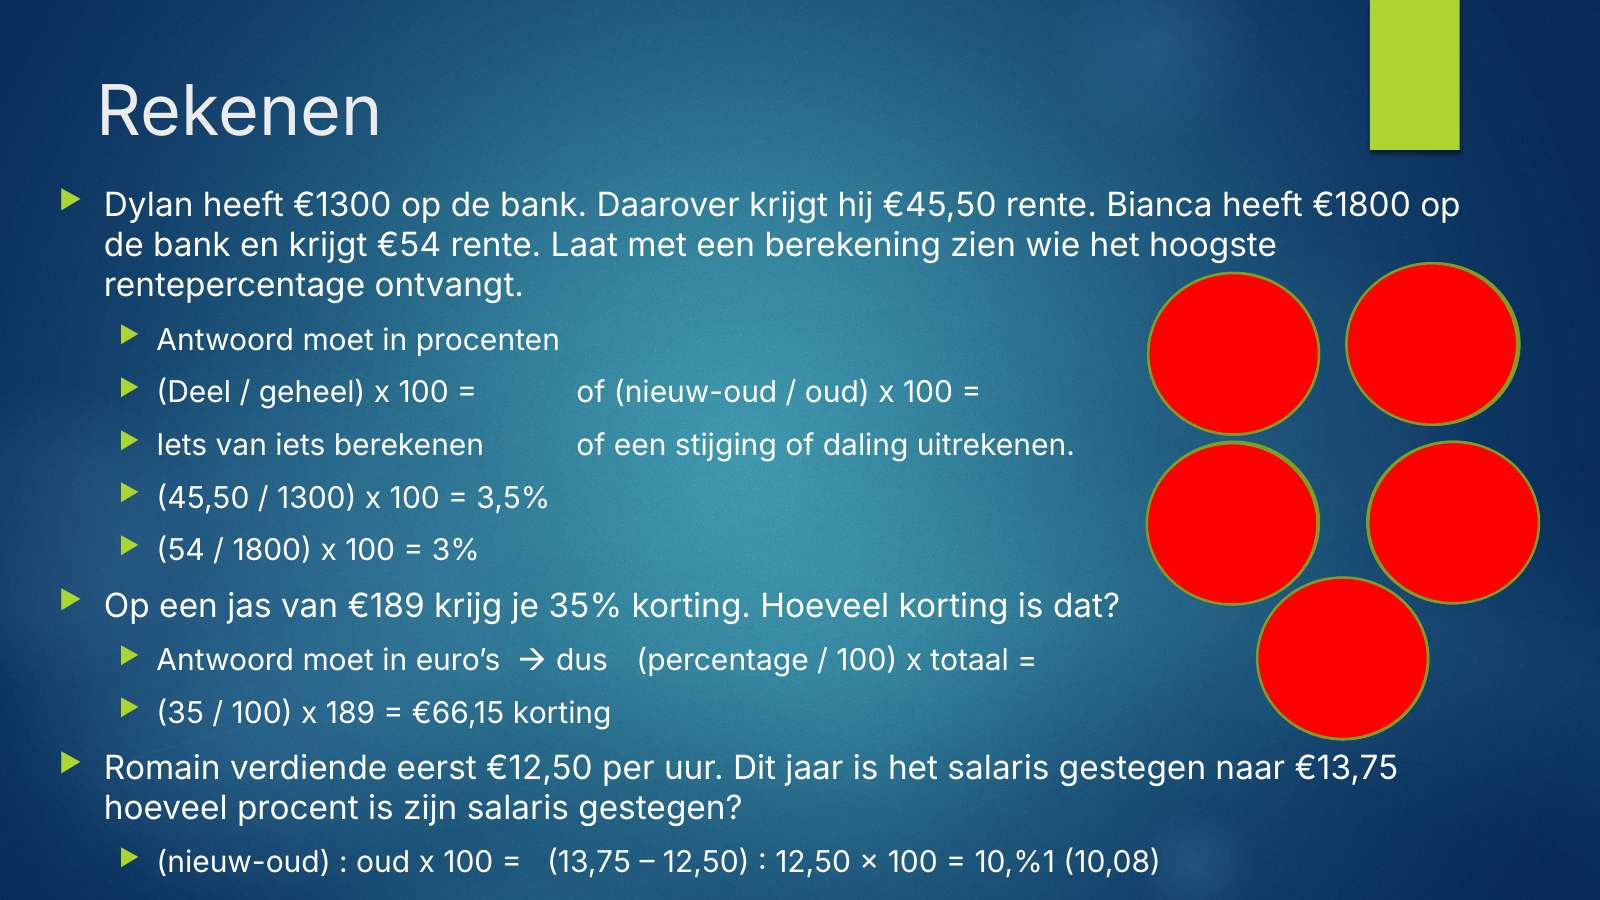 Rekenen
Dylan heeft €1300 op de bank. Daarover krijgt hij €45,50 rente. Bianca heeft €1800 op
de bank en krijgt €54 rente. Laat met een berekening zien wie het hoogste
rentepercentage ontvangt.
Antwoord moet in procenten
(Deel / geheel) x 100 = of (nieuw-oud / oud) x 100 =
Iets van iets berekenen of een stijging of daling uitrekenen.
(45,50 / 1300) x 100 = 3,5%
(54 / 1800) x 100 = 3%
Op een jas van €189 krijg je 35% korting. Hoeveel korting is dat?
Antwoord moet in euro’s → dus (percentage / 100) x totaal =
(35 / 100) x 189 = €66,15 korting
Romain verdiende eerst €12,50 per uur. Dit jaar is het salaris gestegen naar €13,75
hoeveel procent is zijn salaris gestegen?
(nieuw-oud) : oud x 100 = (13,75 – 12,50) : 12,50 × 100 = 10,%1 (10,08)